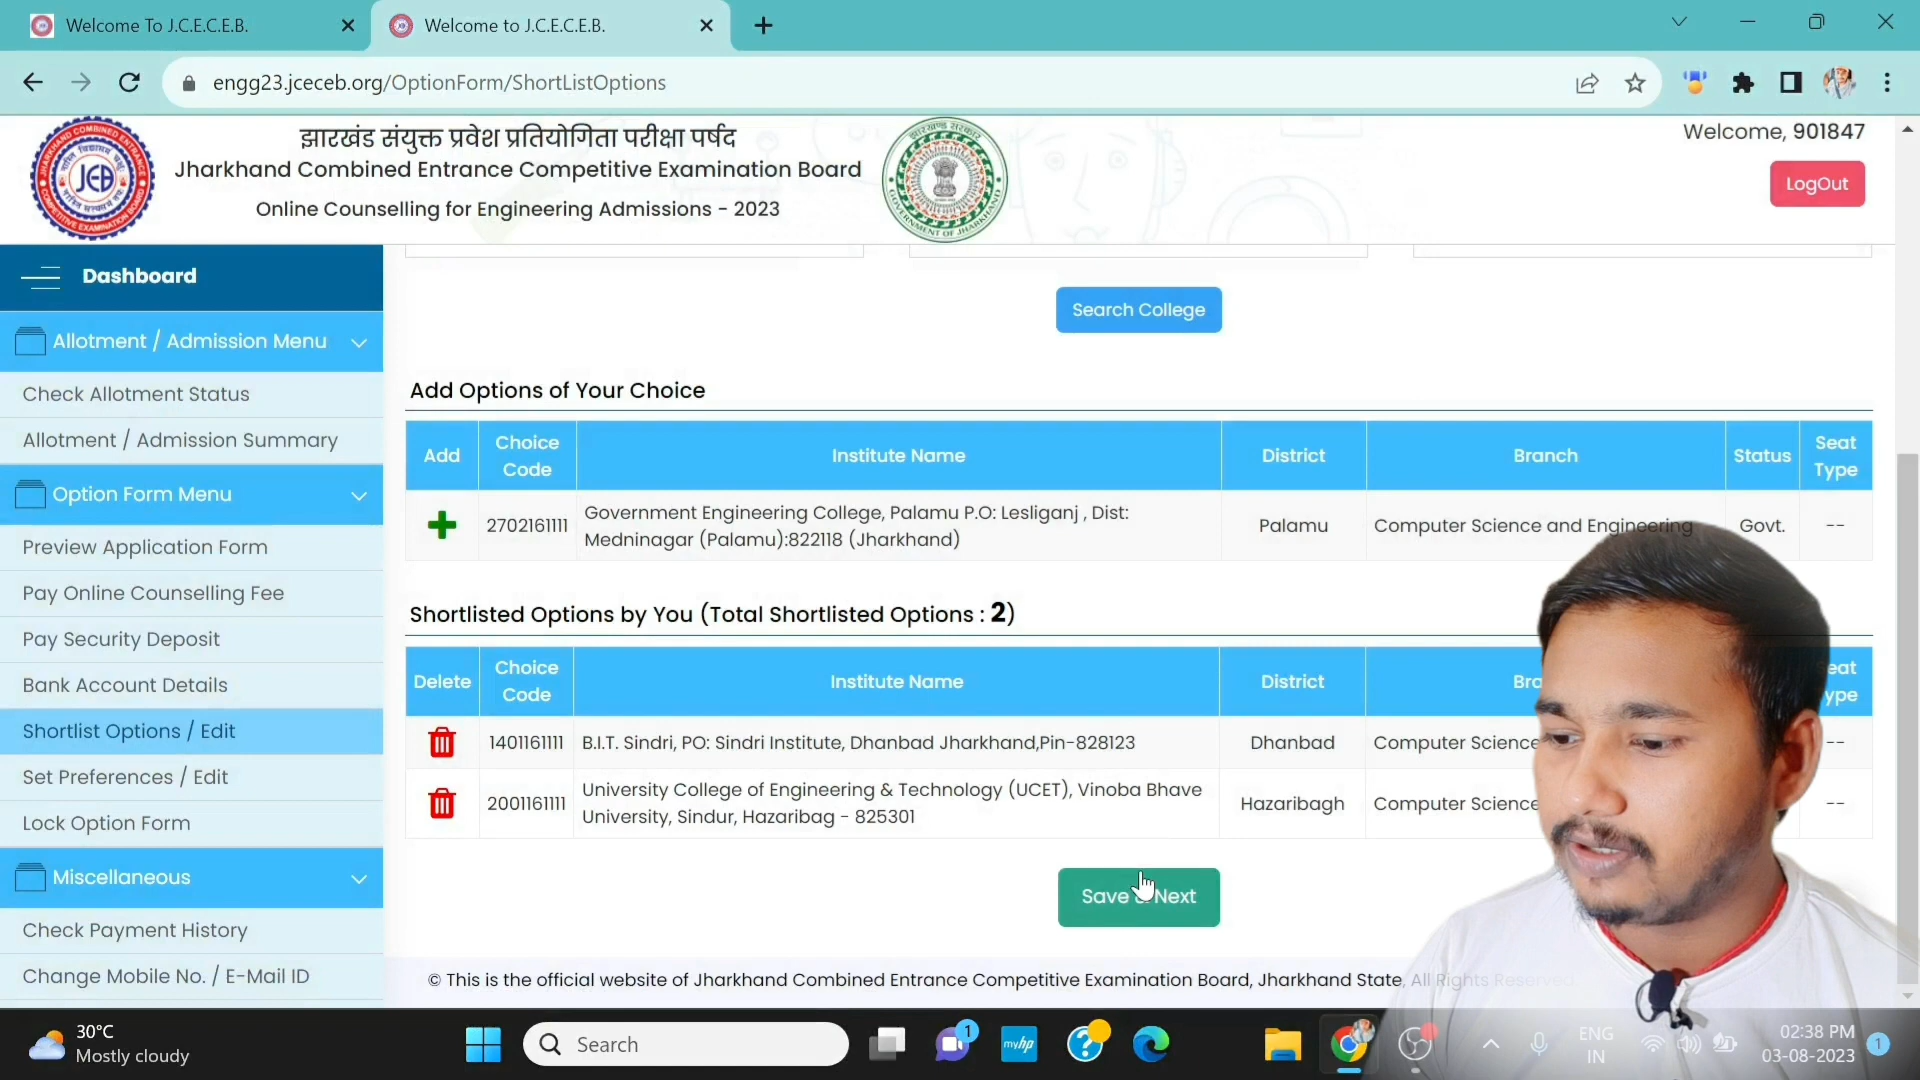 Welcome To J.C.E.C.E.B.
Welcome to J.C.E.C.E.B.
engg23.jceceb.org/OptionForm/ShortListOptions
झारखंड संयुक्त प्रवेश प्रतियोगिता परीक्षा पर्षद
Jharkhand Combined Entrance Competitive Examination Board
Online Counselling for Engineering Admissions - 2023
JCEB
Welcome, 901847
LogOut
Dashboard
Allotment / Admission Menu
Check Allotment Status
Allotment / Admission Summary
Option Form Menu
Preview Application Form
Pay Online Counselling Fee
Pay Security Deposit
Bank Account Details
Shortlist Options / Edit
Set Preferences / Edit
Lock Option Form
Miscellaneous
Check Payment History
Change Mobile No. / E-Mail ID
Search College
Add Options of Your Choice
Add Choice Code Institute Name District Branch Status Seat Type
2702161111 Government Engineering College, Palamu P.O: Lesliganj , Dist: Palamu Computer Science and Engineering Govt. --
Medninagar (Palamu):822118 (Jharkhand)
Shortlisted Options by You (Total Shortlisted Options : 2)
Delete Choice Code Institute Name District
1401161111 B.I.T. Sindri, PO: Sindri Institute, Dhanbad Jharkhand,Pin-828123 Dhanbad Computer Science --
2001161111 University College of Engineering & Technology (UCET), Vinoba Bhave Hazaribagh Computer Science --
University, Sindur, Hazaribag - 825301
Save & Next
© This is the official website of Jharkhand Combined Entrance Competitive Examination Board, Jharkhand State, All Rights Reserved
30°C
Mostly cloudy
Search
1
myhp
ENG
IN
02:38 PM
03-08-2023
1